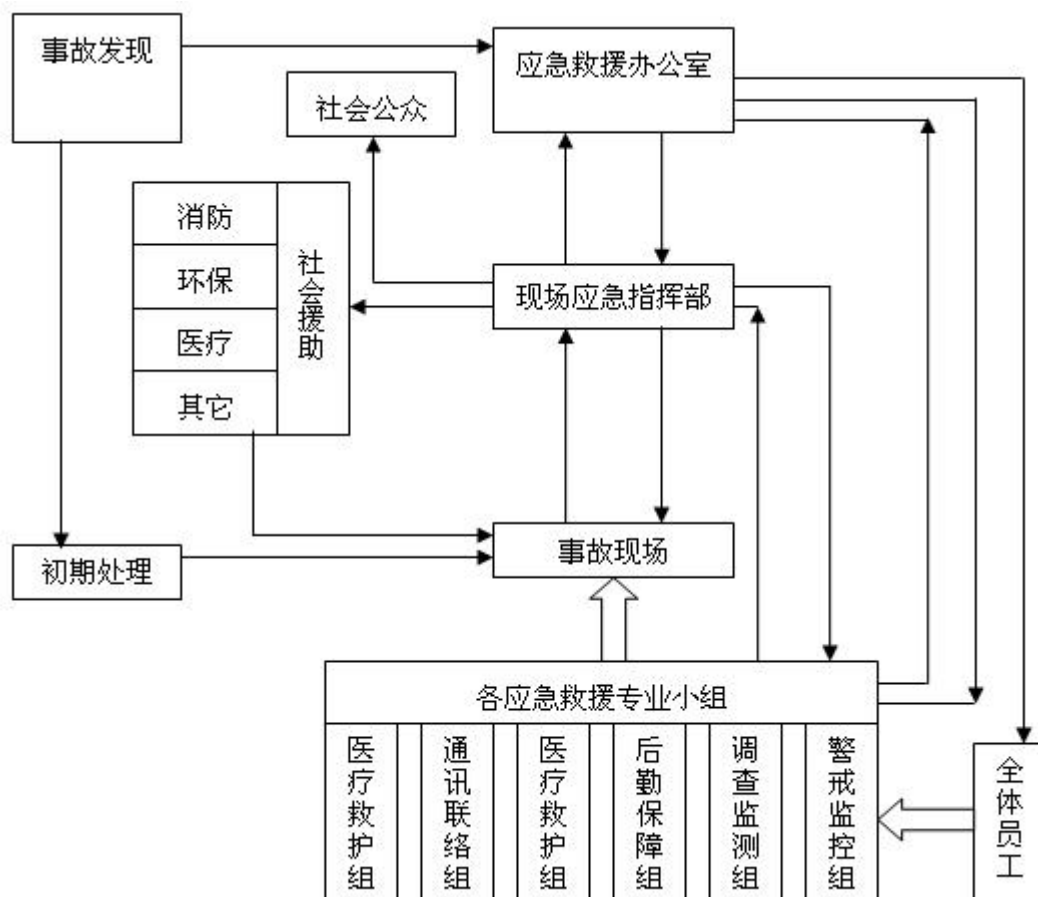 事故发现
应急救援办公室
社会公众
消防
环保
医疗
其它
社会援助
现场应急指挥部
初期处理
事故现场
各应急救援专业小组
医疗救护组
通讯联络组
医疗救护组
后勤保障组
调查监测组
警戒监控组
全体员工